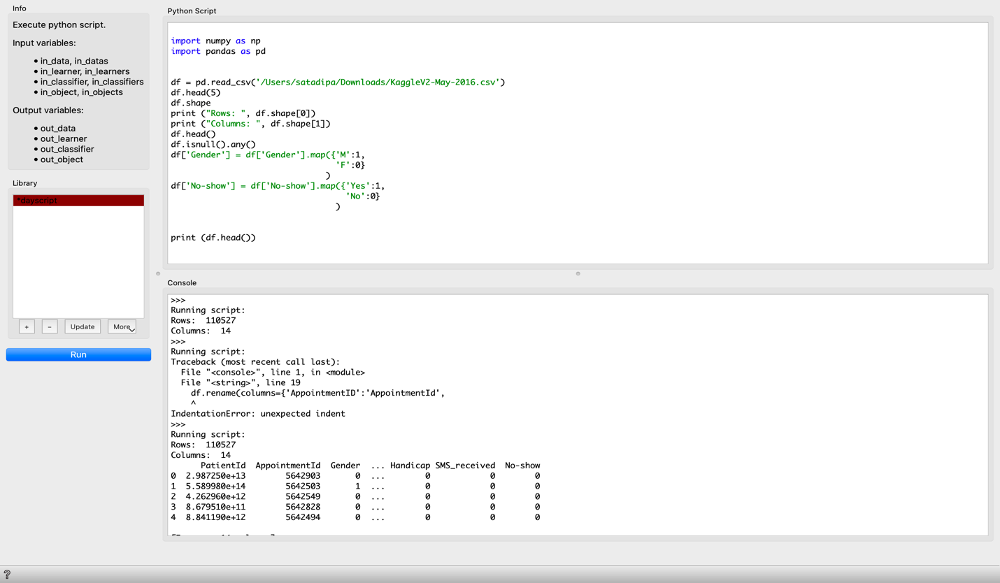 Info
Execute python script.
Input variables:
• in_data, in_datas
• in_learner, in_learners
• in_classifier, in_classifiers
• in_object, in_objects
Output variables:
• out_data
• out_learner
• out_classifier
• out_object
Library
*dayscript
+ − Update More
Run
Python Script
import numpy as np
import pandas as pd
df = pd.read_csv('/Users/satadipa/Downloads/KaggleV2-May-2016.csv')
df.head(5)
df.shape
print ("Rows: ", df.shape[0])
print ("Columns: ", df.shape[1])
df.head()
df.isnull().any()
df['Gender'] = df['Gender'].map({'M':1,
'F':0}
)
df['No-show'] = df['No-show'].map({'Yes':1,
'No':0}
)
print (df.head())
Console
>>>
Running script:
Rows:  110527
Columns:  14
>>>
Running script:
Traceback (most recent call last):
  File "<console>", line 1, in <module>
  File "<string>", line 19
    df.rename(columns={'AppointmentID':'AppointmentId',
    ^
IndentationError: unexpected indent
>>>
Running script:
Rows:  110527
Columns:  14
      PatientId  AppointmentId  Gender  ... Handicap SMS_received  No-show
0  2.987250e+13        5642903       0  ...        0            0        0
1  5.589980e+14        5642503       1  ...        0            0        0
2  4.262960e+12        5642549       0  ...        0            0        0
3  8.679510e+11        5642828       0  ...        0            0        0
4  8.841190e+12        5642494       0  ...        0            0        0
?